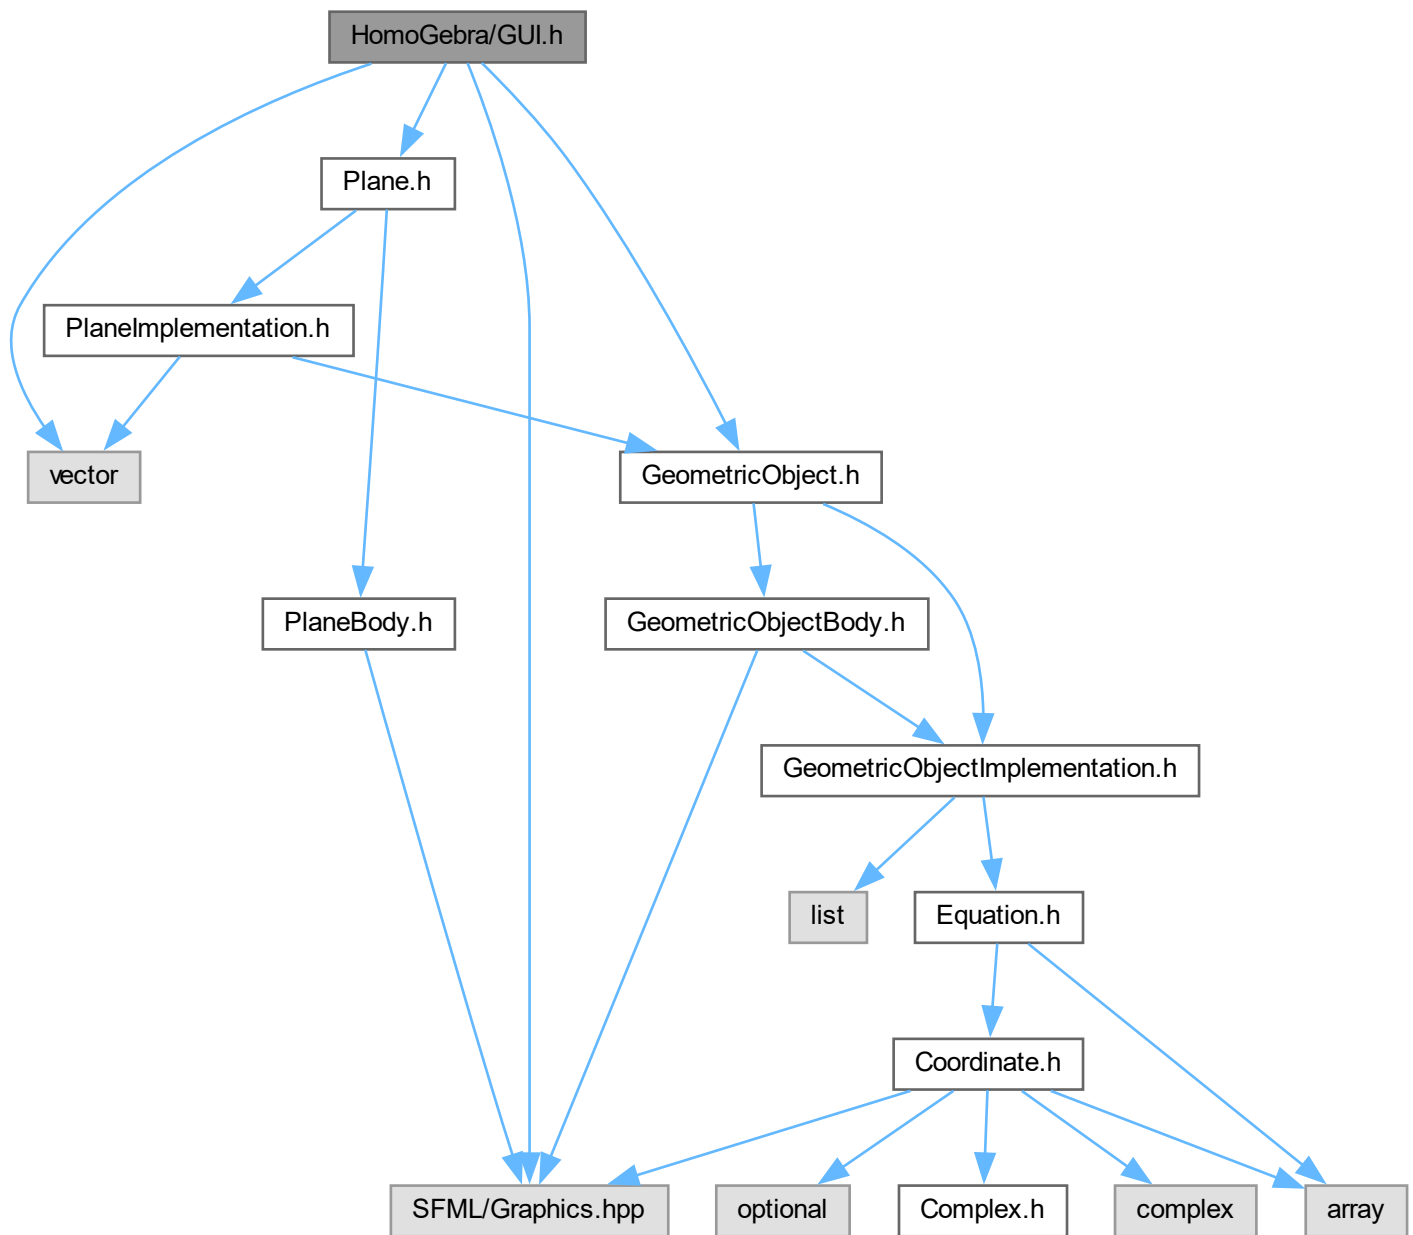 HomoGebra/GUI.h
Plane.h
PlaneImplementation.h
vector
GeometricObject.h
PlaneBody.h
GeometricObjectBody.h
GeometricObjectImplementation.h
list
Equation.h
Coordinate.h
SFML/Graphics.hpp
optional
Complex.h
complex
array